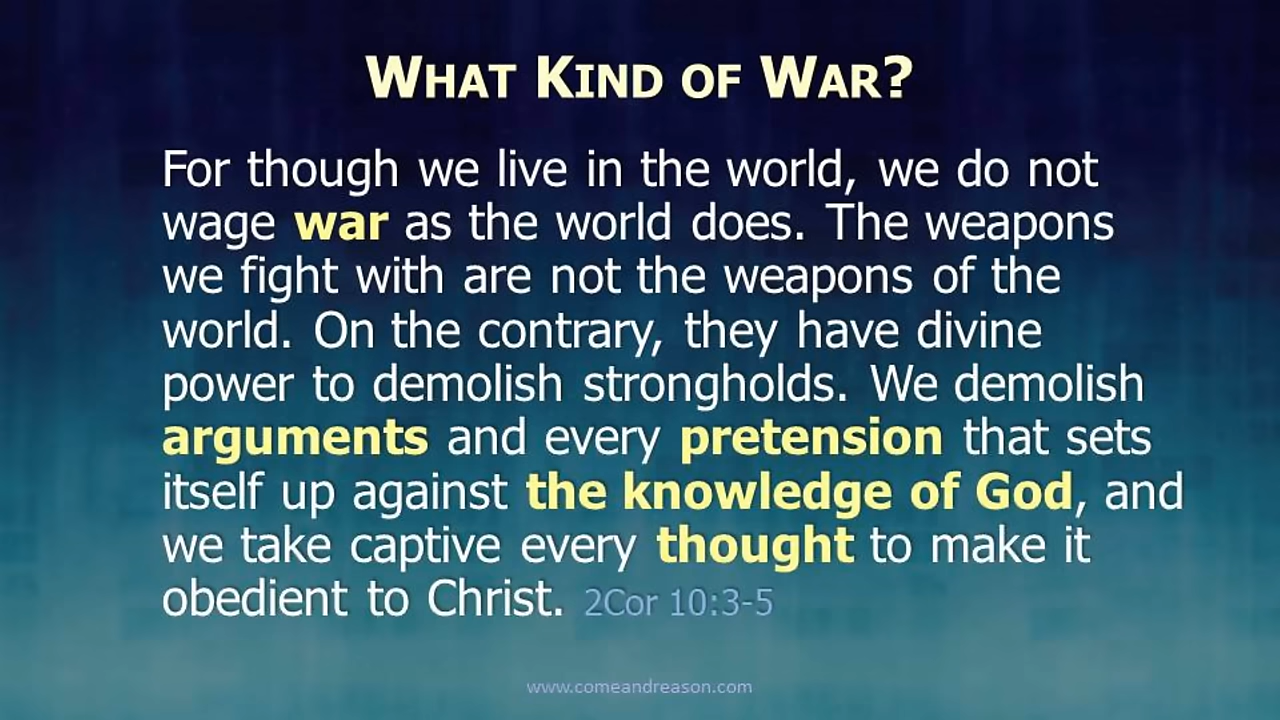 WHAT KIND OF WAR?
For though we live in the world, we do not
wage war as the world does. The weapons
we fight with are not the weapons of the
world. On the contrary, they have divine
power to demolish strongholds. We demolish
arguments and every pretension that sets
itself up against the knowledge of God, and
we take captive every thought to make it
obedient to Christ. 2Cor 10:3-5
www.comeandreason.com